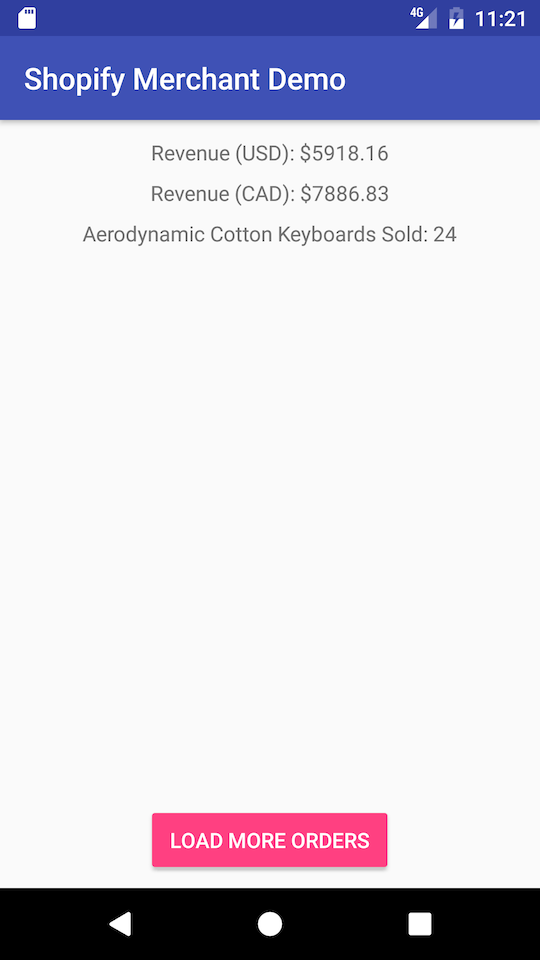 4G 11:21
Shopify Merchant Demo
Revenue (USD): $5918.16
Revenue (CAD): $7886.83
Aerodynamic Cotton Keyboards Sold: 24
LOAD MORE ORDERS